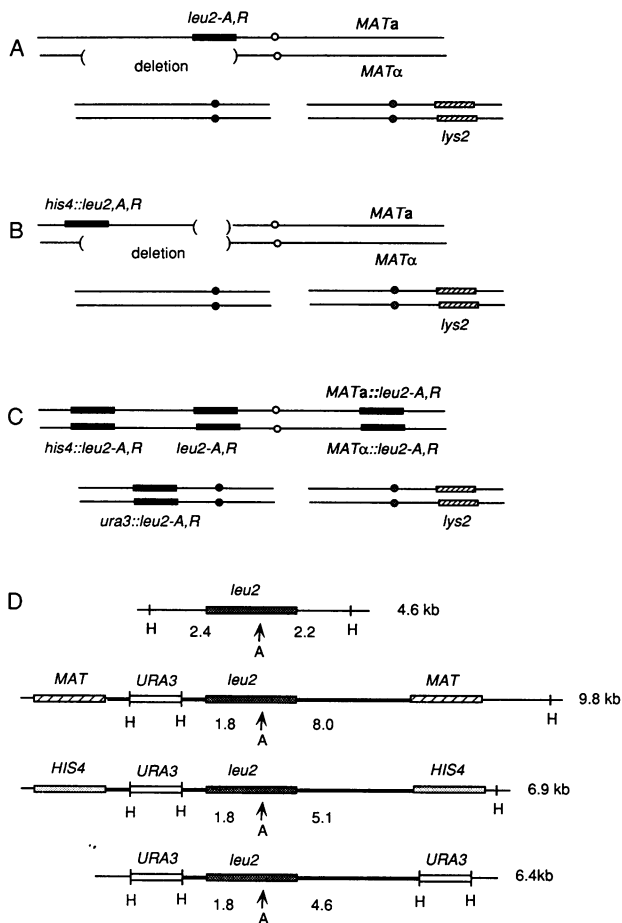 A
leu2-A,R
MATa
deletion
MATα
lys2
B
his4::leu2,A,R
MATa
deletion
MATα
lys2
C
MATa::leu2-A,R
his4::leu2-A,R
leu2-A,R
MATα::leu2-A,R
ura3::leu2-A,R
lys2
D
leu2
4.6 kb
H
2.4
2.2
H
A
MAT
URA3
leu2
MAT
9.8 kb
H
H
1.8
8.0
H
A
HIS4
URA3
leu2
HIS4
6.9 kb
H
H
1.8
5.1
H
A
URA3
leu2
URA3
6.4kb
H
H
1.8
4.6
H
H
A